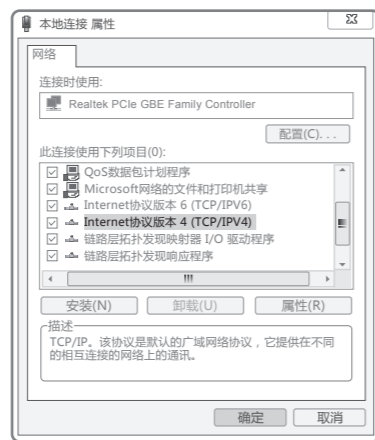 本地连接 属性
网络
连接时使用:
Realtek PCIe GBE Family Controller
配置(C)...
此连接使用下列项目(O):
QoS数据包计划程序
Microsoft网络的文件和打印机共享
Internet协议版本 6 (TCP/IPV6)
Internet协议版本 4 (TCP/IPV4)
链路层拓扑发现映射器 I/O 驱动程序
链路层拓扑发现响应程序
安装(N)
卸载(U)
属性(R)
描述
TCP/IP。该协议是默认的广域网络协议，它提供在不同
的相互连接的网络上的通讯。
确定
取消